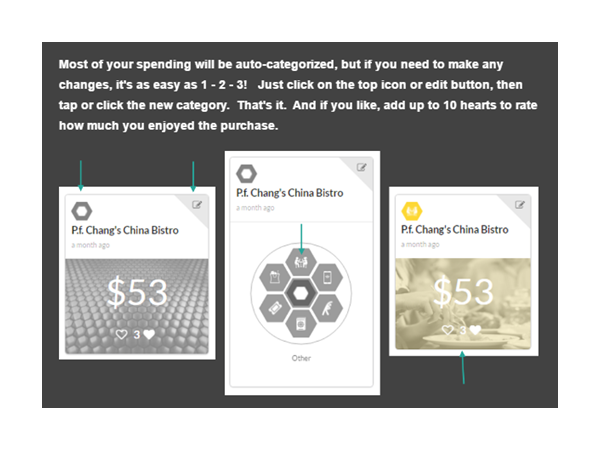 Most of your spending will be auto-categorized, but if you need to make any
changes, it's as easy as 1 - 2 - 3!   Just click on the top icon or edit button, then
tap or click the new category.  That's it.  And if you like, add up to 10 hearts to rate
how much you enjoyed the purchase.
P.f. Chang's China Bistro
a month ago
$53
3
P.f. Chang's China Bistro
a month ago
Other
P.f. Chang's China Bistro
a month ago
$53
3